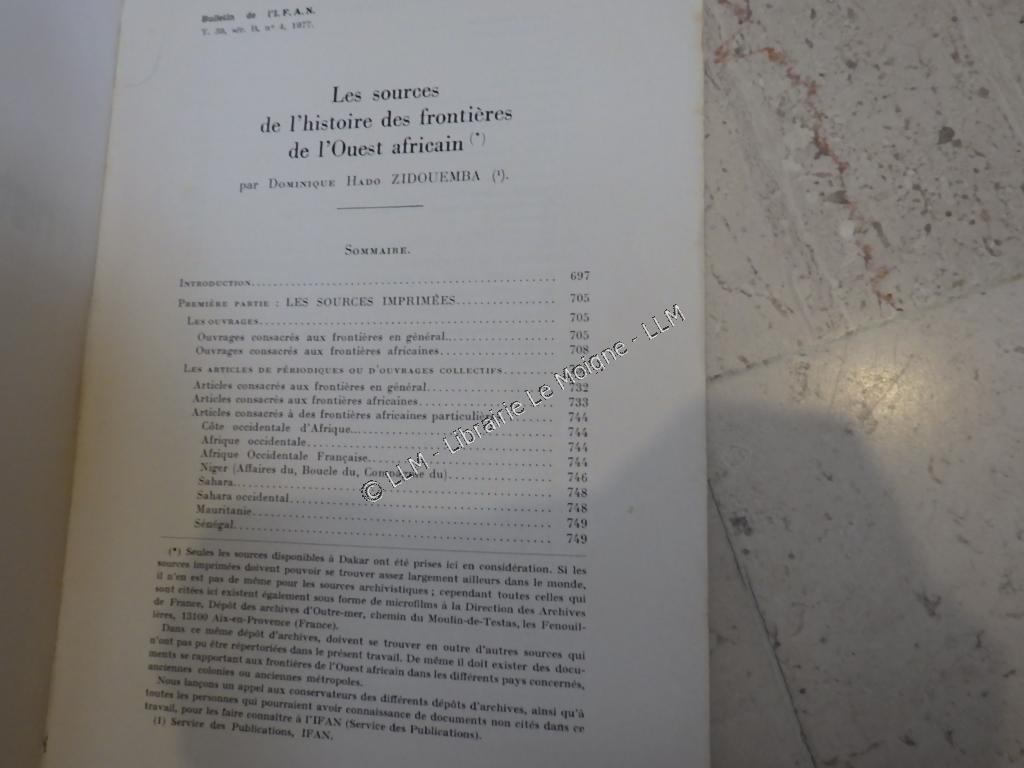 Bulletin de l'I.F.A.N.
T. 39, sér. B, n° 4, 1977.
Les sources
de l'histoire des frontières
de l'Ouest africain (*)
par Dominique Hado ZIDOUEMBA (¹).
Sommaire.
Introduction.......... 697
Première partie : LES SOURCES IMPRIMÉES.......... 705
Les ouvrages.......... 705
Ouvrages consacrés aux frontières en général.......... 705
Ouvrages consacrés aux frontières africaines.......... 708
Les articles de périodiques ou d'ouvrages collectifs..........
Articles consacrés aux frontières en général.......... 732
Articles consacrés aux frontières africaines.......... 733
Articles consacrés à des frontières africaines particulières.......... 744
Côte occidentale d'Afrique.......... 744
Afrique occidentale.......... 744
Afrique Occidentale Française.......... 744
Niger (Affaires du, Boucle du, Compagnie du).......... 746
Sahara.......... 748
Sahara occidental.......... 748
Mauritanie.......... 749
Sénégal.......... 749
(*) Seules les sources disponibles à Dakar ont été prises ici en considération. Si les
sources imprimées doivent pouvoir se trouver assez largement ailleurs dans le monde,
il n'en est pas de même pour les sources archivistiques ; cependant toutes celles qui
sont citées ici existent également sous forme de microfilms à la Direction des Archives
de France, Dépôt des archives d'Outre-mer, chemin du Moulin-de-Testas, les Fenouil-
lères, 13100 Aix-en-Provence (France).
Dans ce même dépôt d'archives, doivent se trouver en outre d'autres sources qui
n'ont pas pu être répertoriées dans le présent travail. De même il doit exister des docu-
ments se rapportant aux frontières de l'Ouest africain dans les différents pays concernés,
anciennes colonies ou anciennes métropoles.
Nous lançons un appel aux conservateurs des différents dépôts d'archives, ainsi qu'à
toutes les personnes qui pourraient avoir connaissance de documents non cités dans ce
travail, pour les faire connaître à l'IFAN (Service des Publications).
(1) Service des Publications, IFAN.
© LLM - Librairie Le Moigne - LLM